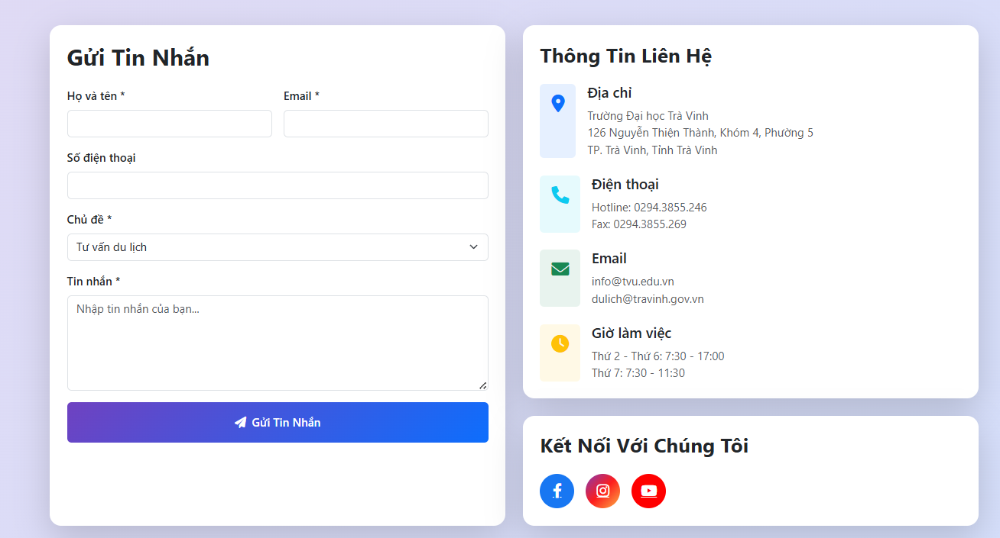 Gửi Tin Nhắn
Họ và tên *
Email *
Số điện thoại
Chủ đề *
Tư vấn du lịch
Tin nhắn *
Nhập tin nhắn của bạn...
Gửi Tin Nhắn
Thông Tin Liên Hệ
Địa chỉ
Trường Đại học Trà Vinh
126 Nguyễn Thiện Thành, Khóm 4, Phường 5
TP. Trà Vinh, Tỉnh Trà Vinh
Điện thoại
Hotline: 0294.3855.246
Fax: 0294.3855.269
Email
info@tvu.edu.vn
dulich@travinh.gov.vn
Giờ làm việc
Thứ 2 - Thứ 6: 7:30 - 17:00
Thứ 7: 7:30 - 11:30
Kết Nối Với Chúng Tôi